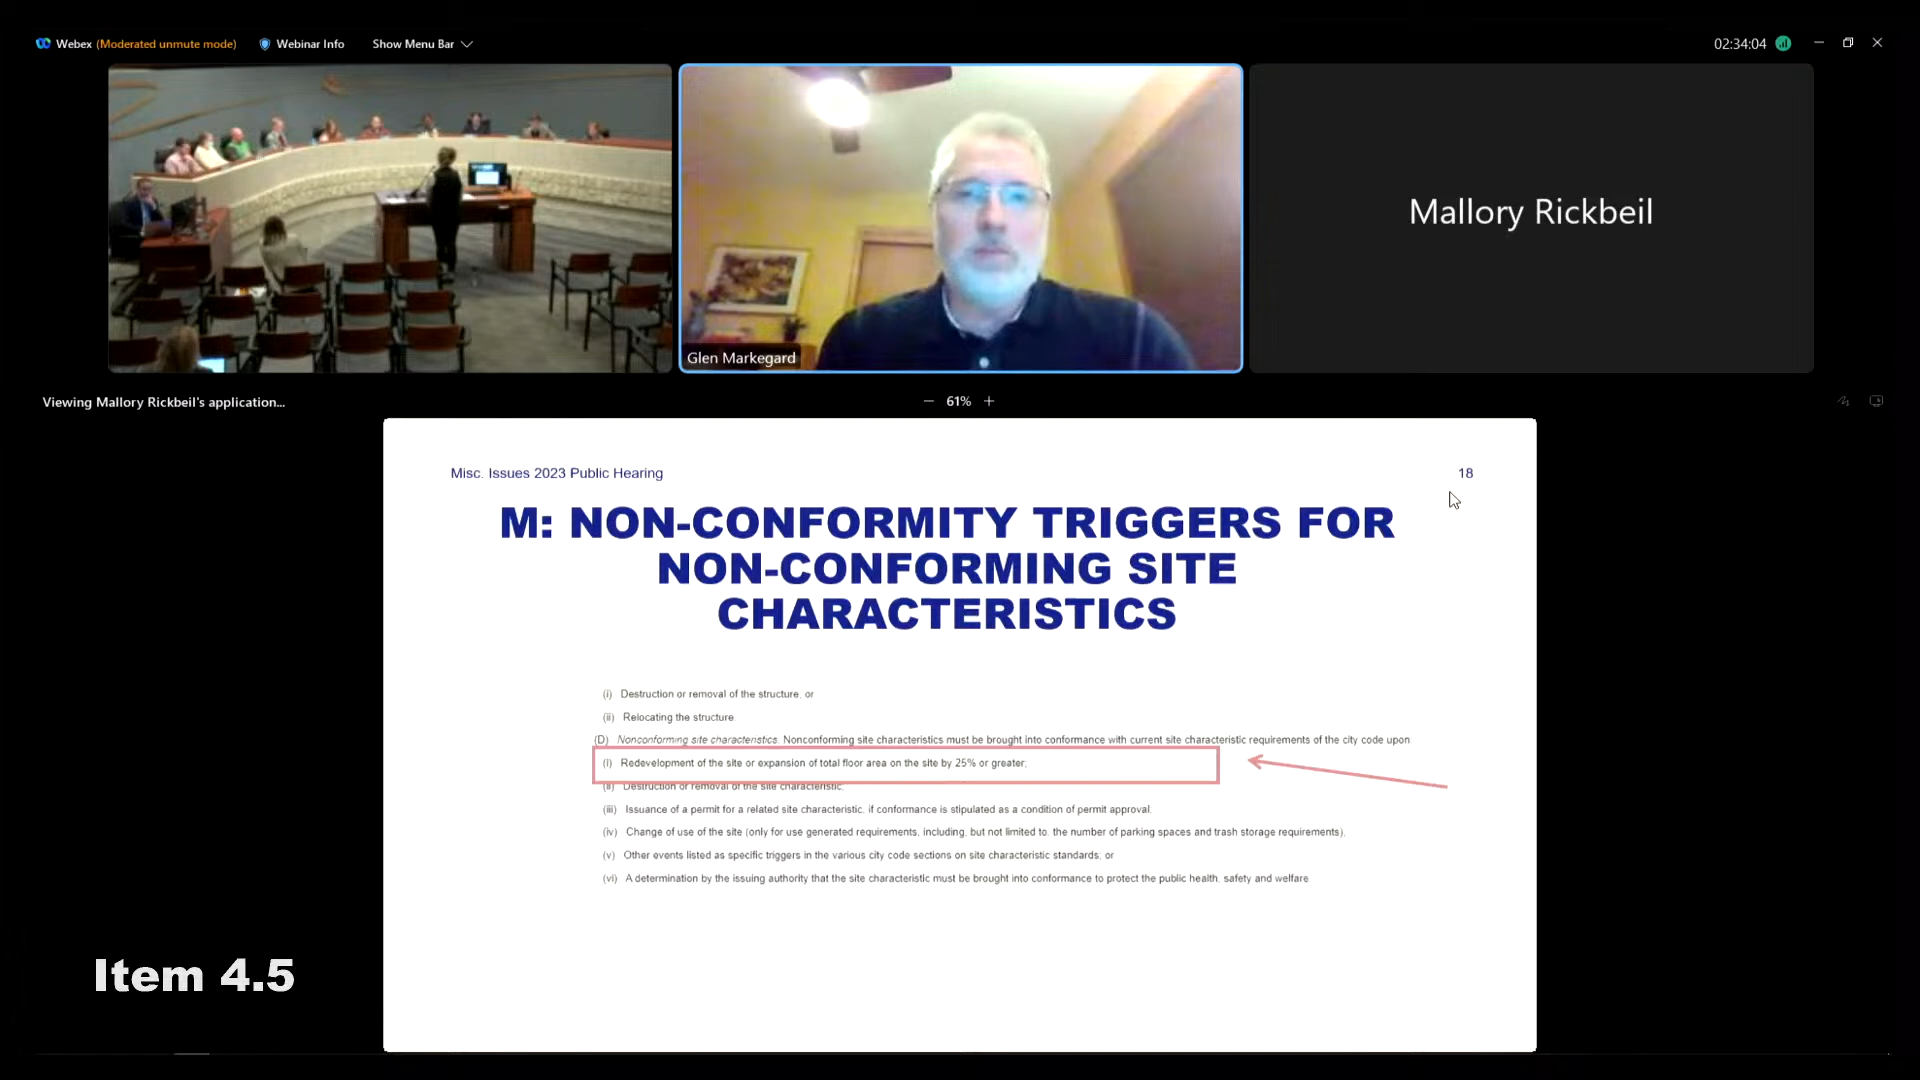 Webex (Moderated unmute mode) Webinar Info Show Menu Bar 02:34:04
Mallory Rickbeil
Glen Markegard
Viewing Mallory Rickbeil's application... 61%
Misc. Issues 2023 Public Hearing 18
M: NON-CONFORMITY TRIGGERS FOR
NON-CONFORMING SITE
CHARACTERISTICS
(i) Destruction or removal of the structure, or
(ii) Relocating the structure.
(D) Nonconforming site characteristics. Nonconforming site characteristics must be brought into conformance with current site characteristic requirements of the city code upon
(i) Redevelopment of the site or expansion of total floor area on the site by 25% or greater;
(ii) Destruction or removal of the site characteristic;
(iii) Issuance of a permit for a related site characteristic, if conformance is stipulated as a condition of permit approval.
(iv) Change of use of the site (only for use generated requirements, including, but not limited to, the number of parking spaces and trash storage requirements).
(v) Other events listed as specific triggers in the various city code sections on site characteristic standards; or
(vi) A determination by the issuing authority that the site characteristic must be brought into conformance to protect the public health, safety and welfare.
Item 4.5